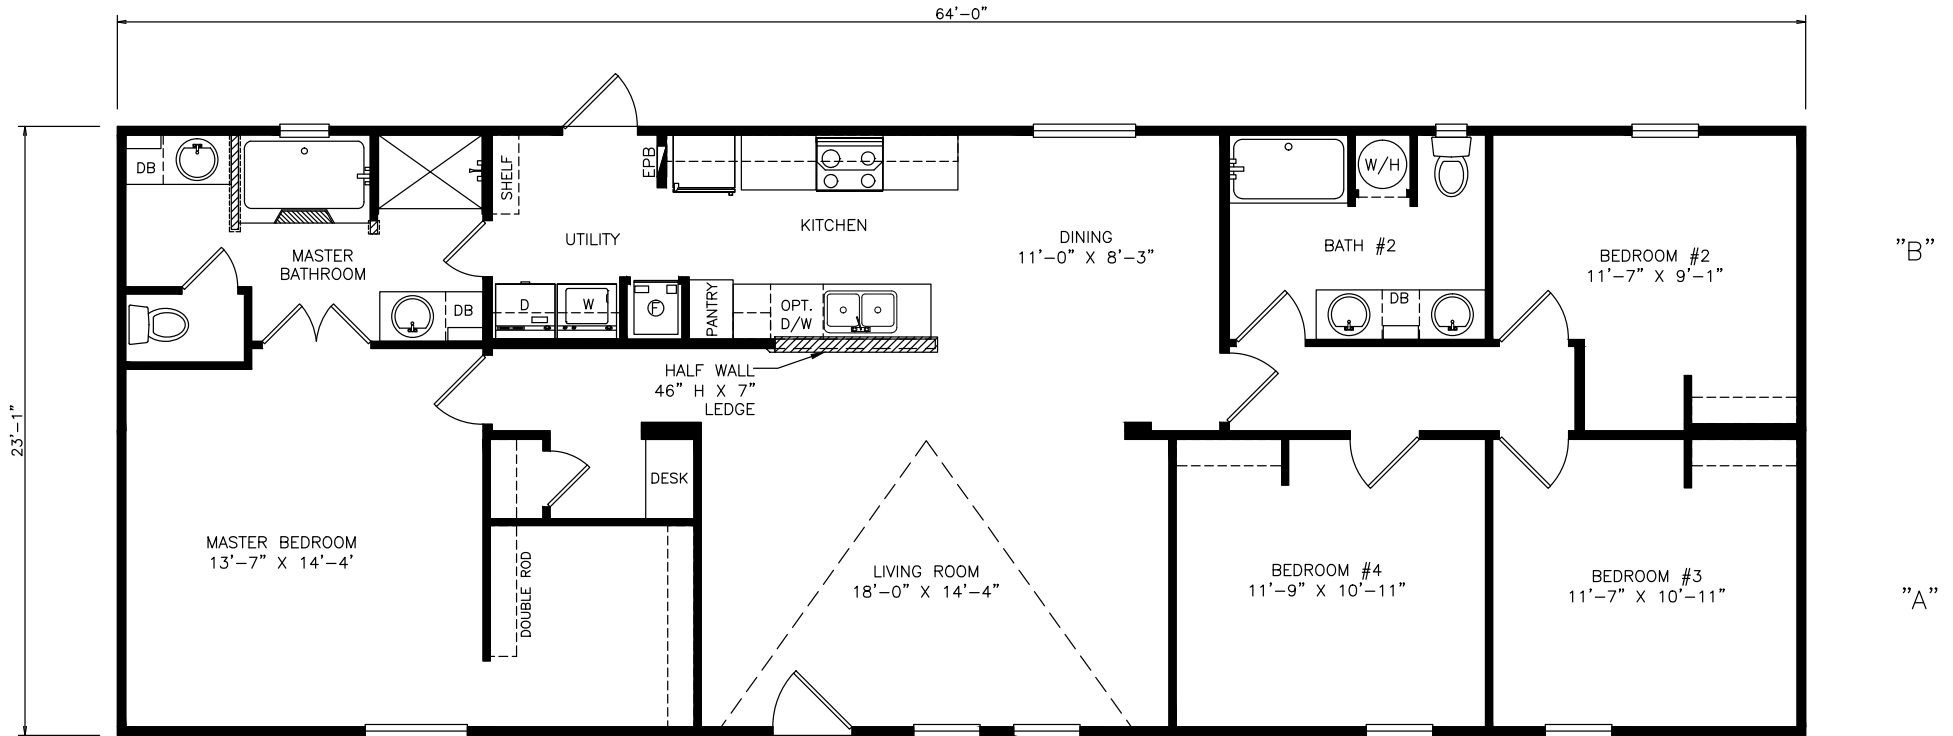 64'-0"
23'-1"
DB
SHELF
EPB
W/H
MASTER
BATHROOM
UTILITY
KITCHEN
DINING
11'-0" X 8'-3"
BATH #2
BEDROOM #2
11'-7" X 9'-1"
"B"
DB
D
W
F
PANTRY
OPT.
D/W
DB
HALF WALL
46" H X 7"
LEDGE
DESK
MASTER BEDROOM
13'-7" X 14'-4'
DOUBLE ROD
LIVING ROOM
18'-0" X 14'-4"
BEDROOM #4
11'-9" X 10'-11"
BEDROOM #3
11'-7" X 10'-11"
"A"